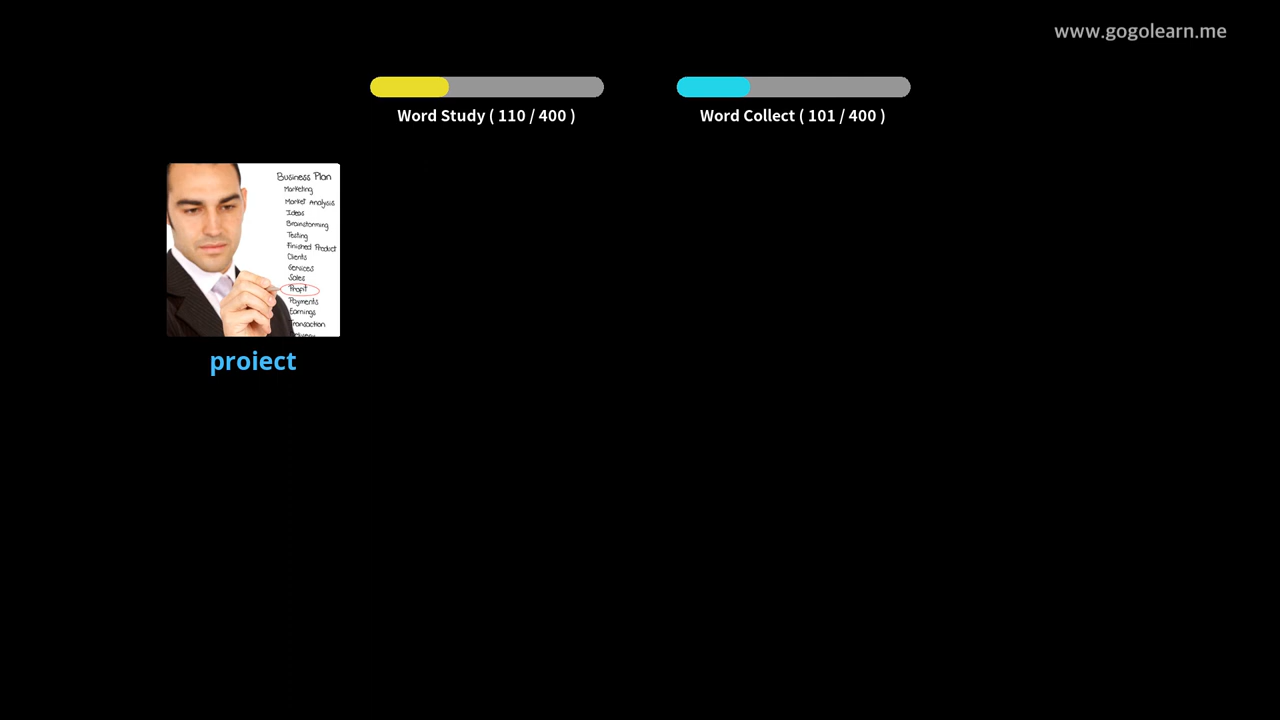 www.gogolearn.me
Word Study ( 110 / 400 )
Word Collect ( 101 / 400 )
Business Plan
Marketing
Market Analysis
Ideas
Brainstorming
Testing
Finished Product
Clients
Services
Sales
Profit
Payments
Earnings
Transaction
Delivery
proiect